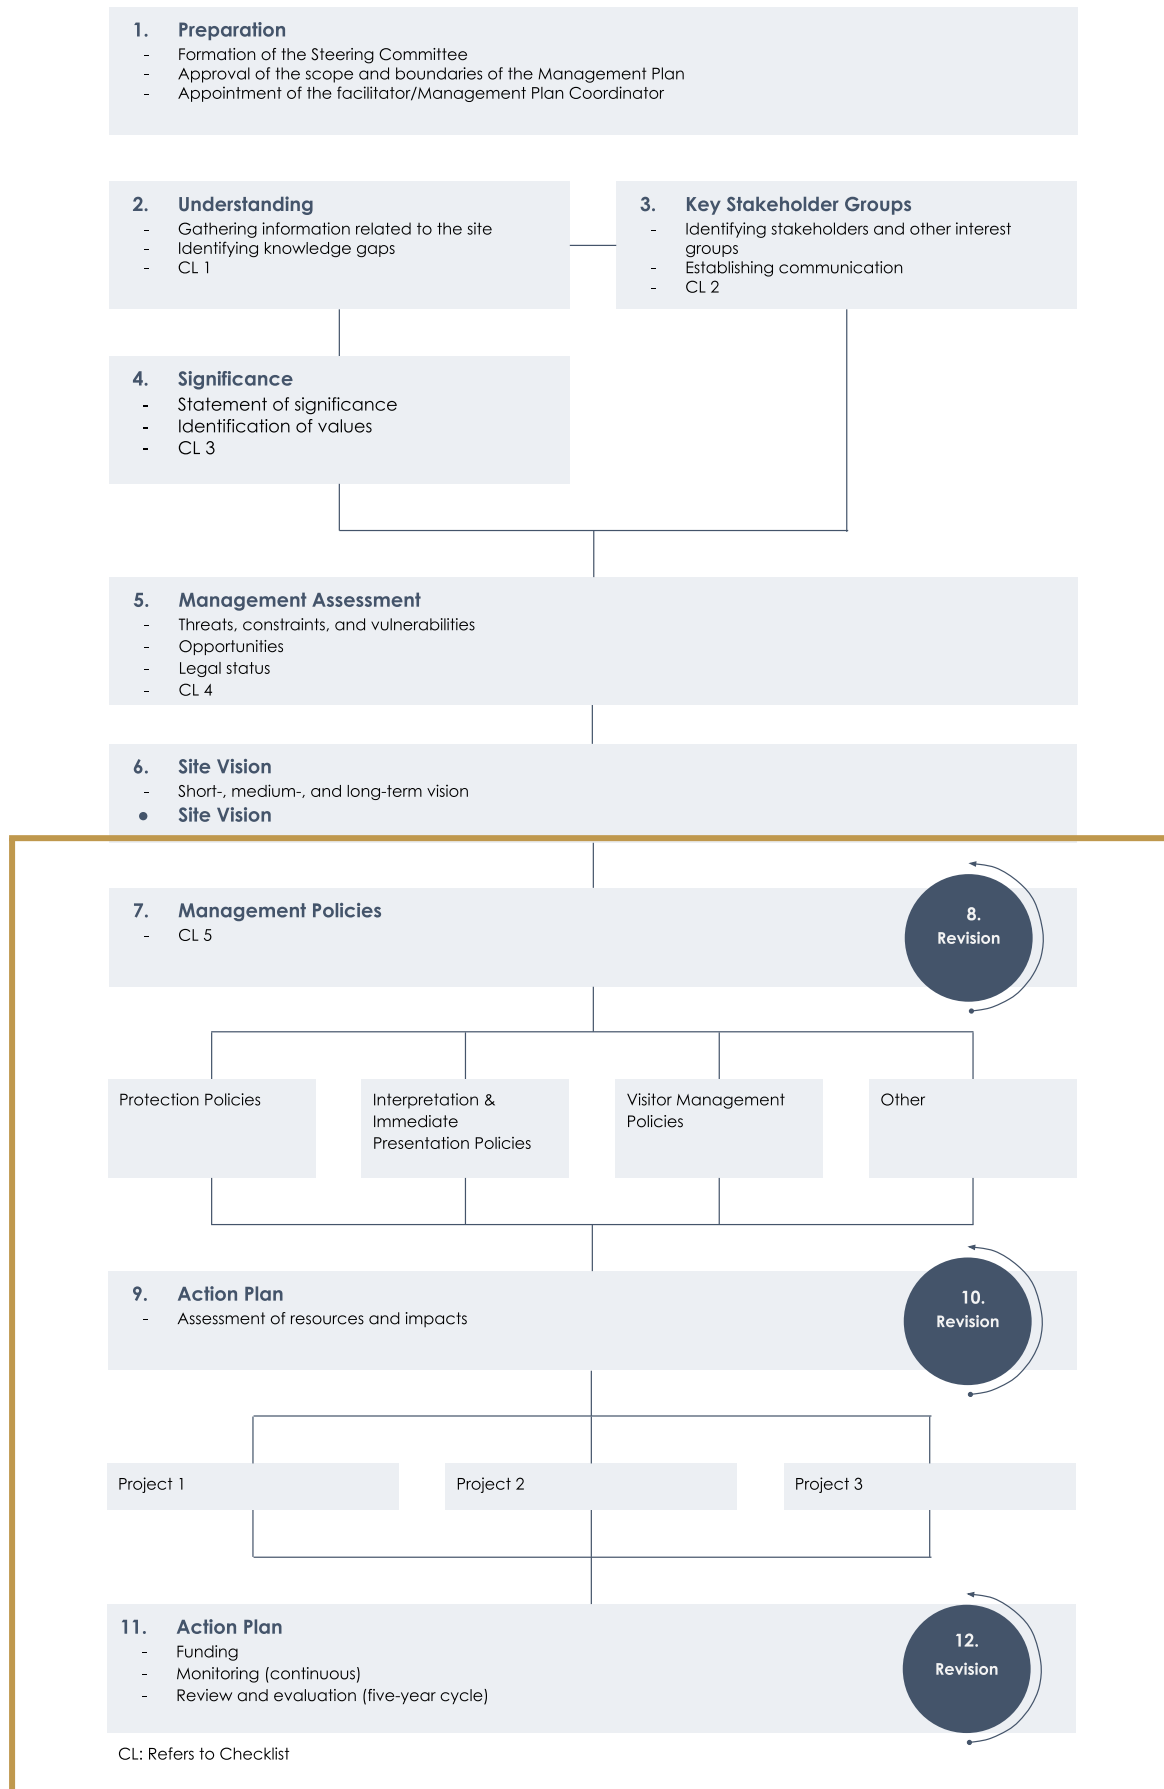 1. Preparation
- Formation of the Steering Committee
- Approval of the scope and boundaries of the Management Plan
- Appointment of the facilitator/Management Plan Coordinator
2. Understanding
- Gathering information related to the site
- Identifying knowledge gaps
- CL 1
3. Key Stakeholder Groups
- Identifying stakeholders and other interest
groups
- Establishing communication
- CL 2
4. Significance
- Statement of significance
- Identification of values
- CL 3
5. Management Assessment
- Threats, constraints, and vulnerabilities
- Opportunities
- Legal status
- CL 4
6. Site Vision
- Short-, medium-, and long-term vision
● Site Vision
7. Management Policies
- CL 5
8.
Revision
Protection Policies
Interpretation &
Immediate
Presentation Policies
Visitor Management
Policies
Other
9. Action Plan
- Assessment of resources and impacts
10.
Revision
Project 1
Project 2
Project 3
11. Action Plan
- Funding
- Monitoring (continuous)
- Review and evaluation (five-year cycle)
12.
Revision
CL: Refers to Checklist